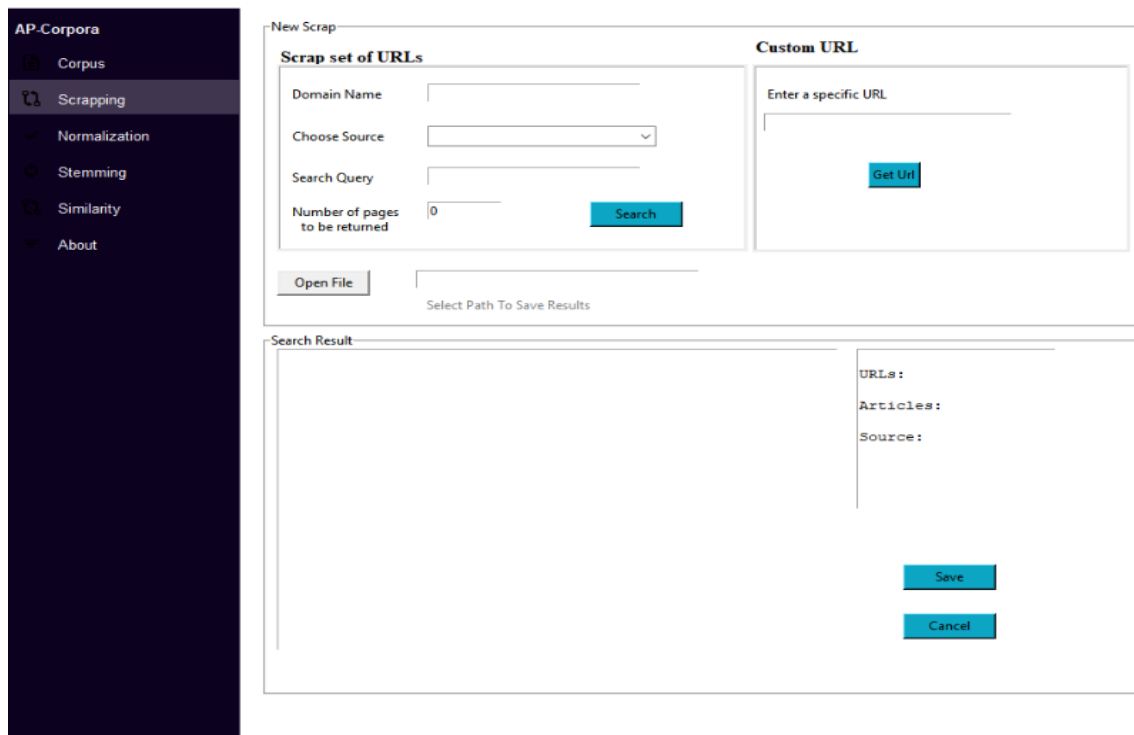 AP-Corpora
Corpus
Scrapping
Normalization
Stemming
Similarity
About
New Scrap
Scrap set of URLs
Domain Name
Choose Source
Search Query
Number of pages
to be returned
0
Search
Custom URL
Enter a specific URL
Get Url
Open File
Select Path To Save Results
Search Result
URLs:
Articles:
Source:
Save
Cancel